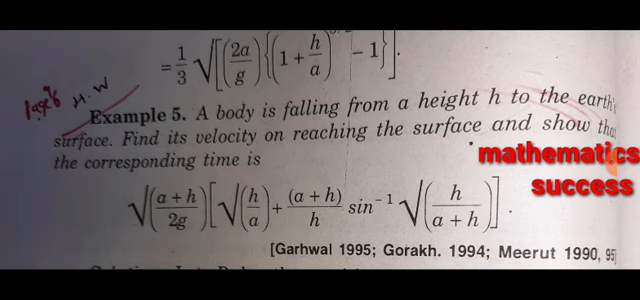 = 1/3 √[(2a/g){(1 + h/a) − 1}].
H.W
Example 5. A body is falling from a height h to the earth's
surface. Find its velocity on reaching the surface and show that
the corresponding time is
mathematics
success
√((a + h)/2g) [√(h/a) + (a + h)/h sin⁻¹ √(h/(a + h))].
[Garhwal 1995; Gorakh. 1994; Meerut 1990, 95]